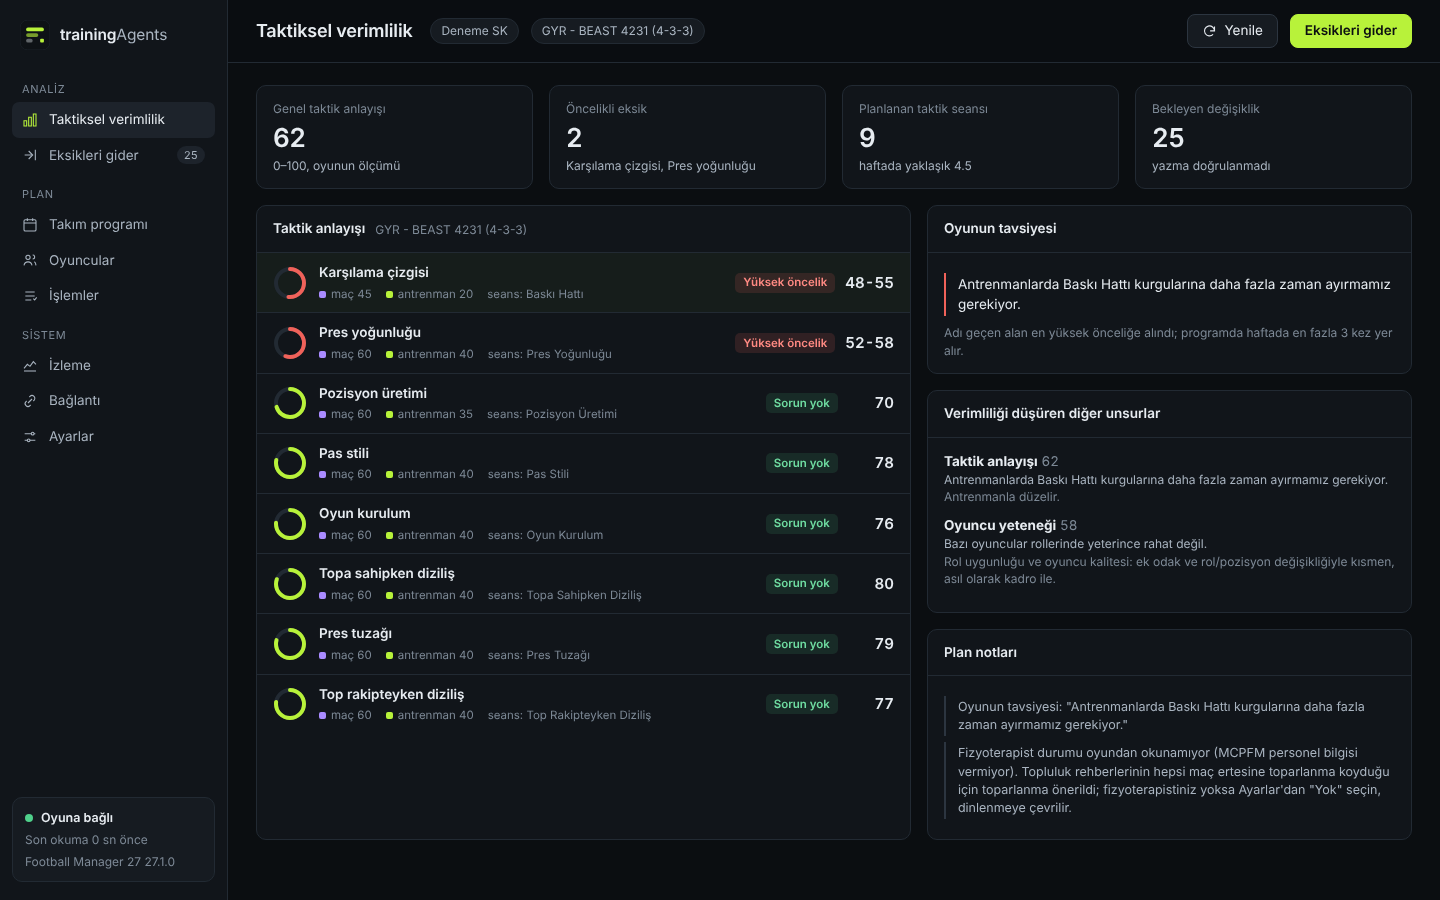 trainingAgents
ANALİZ
Taktiksel verimlilik
Eksikleri gider 25
PLAN
Takım programı
Oyuncular
İşlemler
SİSTEM
İzleme
Bağlantı
Ayarlar
Oyuna bağlı
Son okuma 0 sn önce
Football Manager 27 27.1.0
Taktiksel verimlilik
Deneme SK
GYR - BEAST 4231 (4-3-3)
Yenile
Eksikleri gider
Genel taktik anlayışı
62
0–100, oyunun ölçümü
Öncelikli eksik
2
Karşılama çizgisi, Pres yoğunluğu
Planlanan taktik seansı
9
haftada yaklaşık 4.5
Bekleyen değişiklik
25
yazma doğrulanmadı
Taktik anlayışı GYR - BEAST 4231 (4-3-3)
Karşılama çizgisi
maç 45 antrenman 20 seans: Baskı Hattı
Yüksek öncelik 48-55
Pres yoğunluğu
maç 60 antrenman 40 seans: Pres Yoğunluğu
Yüksek öncelik 52-58
Pozisyon üretimi
maç 60 antrenman 35 seans: Pozisyon Üretimi
Sorun yok 70
Pas stili
maç 60 antrenman 40 seans: Pas Stili
Sorun yok 78
Oyun kurulum
maç 60 antrenman 40 seans: Oyun Kurulum
Sorun yok 76
Topa sahipken diziliş
maç 60 antrenman 40 seans: Topa Sahipken Diziliş
Sorun yok 80
Pres tuzağı
maç 60 antrenman 40 seans: Pres Tuzağı
Sorun yok 79
Top rakipteyken diziliş
maç 60 antrenman 40 seans: Top Rakipteyken Diziliş
Sorun yok 77
Oyunun tavsiyesi
Antrenmanlarda Baskı Hattı kurgularına daha fazla zaman ayırmamız
gerekiyor.
Adı geçen alan en yüksek önceliğe alındı; programda haftada en fazla 3 kez yer
alır.
Verimliliği düşüren diğer unsurlar
Taktik anlayışı 62
Antrenmanlarda Baskı Hattı kurgularına daha fazla zaman ayırmamız gerekiyor.
Antrenmanla düzelir.
Oyuncu yeteneği 58
Bazı oyuncular rollerinde yeterince rahat değil.
Rol uygunluğu ve oyuncu kalitesi: ek odak ve rol/pozisyon değişikliğiyle kısmen,
asıl olarak kadro ile.
Plan notları
Oyunun tavsiyesi: "Antrenmanlarda Baskı Hattı kurgularına daha fazla
zaman ayırmamız gerekiyor."
Fizyoterapist durumu oyundan okunamıyor (MCPFM personel bilgisi
vermiyor). Topluluk rehberlerinin hepsi maç ertesine toparlanma koyduğu
için toparlanma önerildi; fizyoterapistiniz yoksa Ayarlar'dan "Yok" seçin,
dinlenmeye çevrilir.